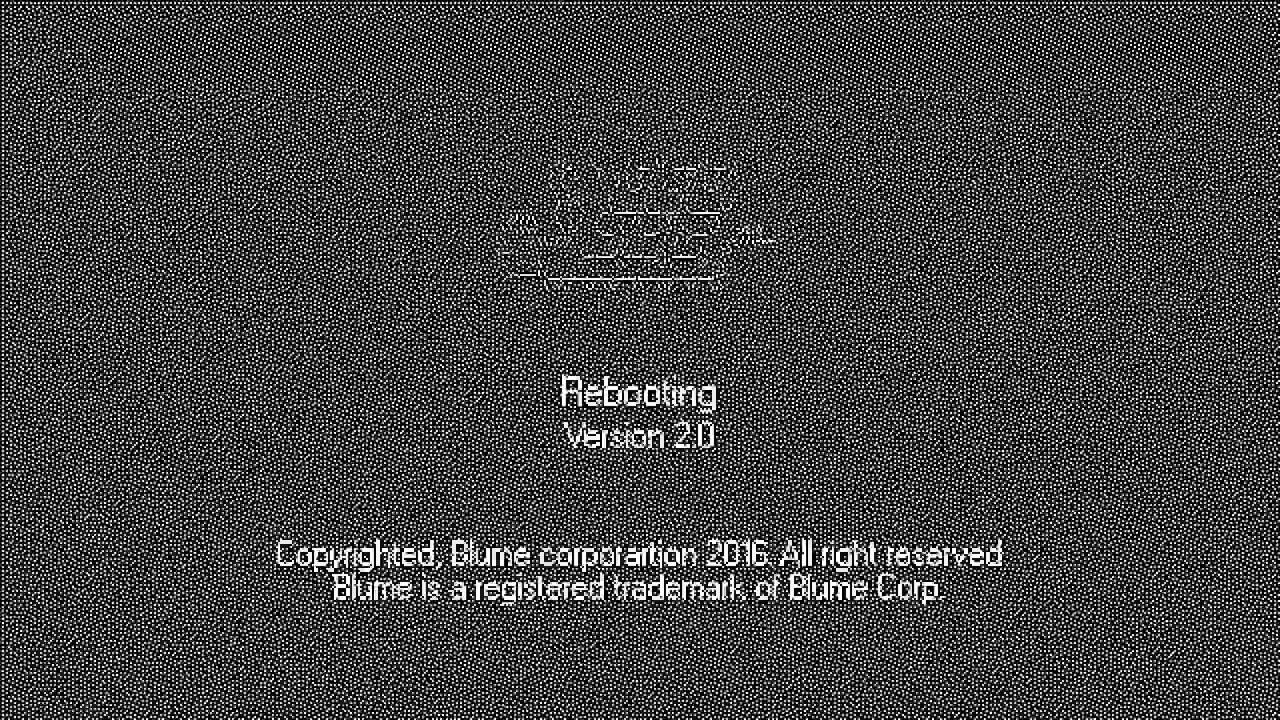 Rebooting
Version 2.0
Copyrighted, Blume corporartion 2016. All right reserved
Blume is a registered trademark of Blume Corp.